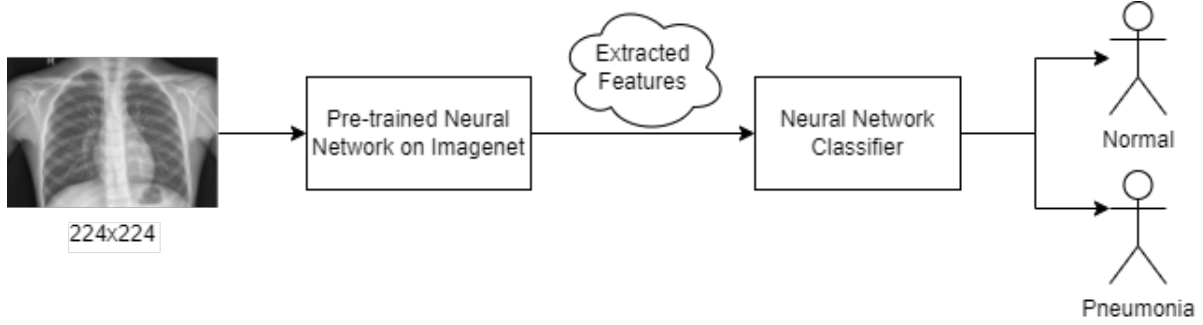 224x224
Pre-trained Neural
Network on Imagenet
Extracted
Features
Neural Network
Classifier
Normal
Pneumonia